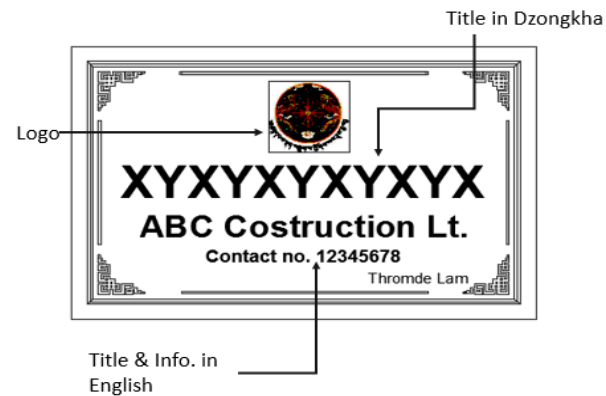 Title in Dzongkha
Logo
XYXYXYXYXYX
ABC Costruction Lt.
Contact no. 12345678
Thromde Lam
Title & Info. in
English